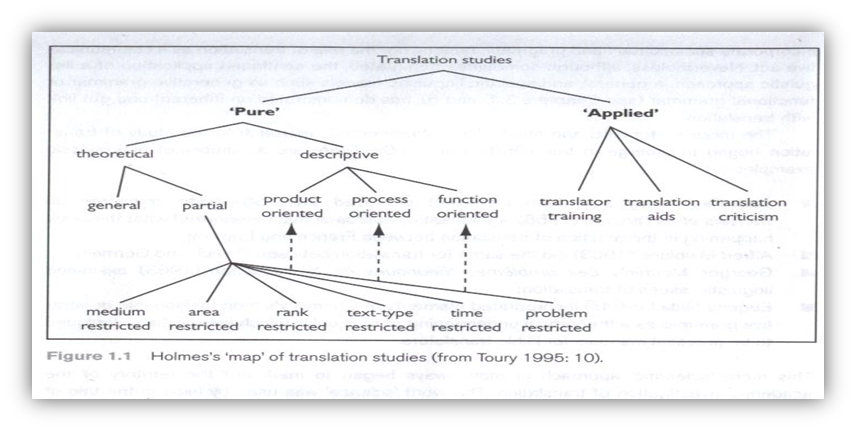 Translation studies
'Pure' 'Applied'
theoretical descriptive
general partial product oriented process oriented function oriented translator training translation aids translation criticism
medium restricted area restricted rank restricted text-type restricted time restricted problem restricted
Figure 1.1 Holmes's 'map' of translation studies (from Toury 1995: 10).